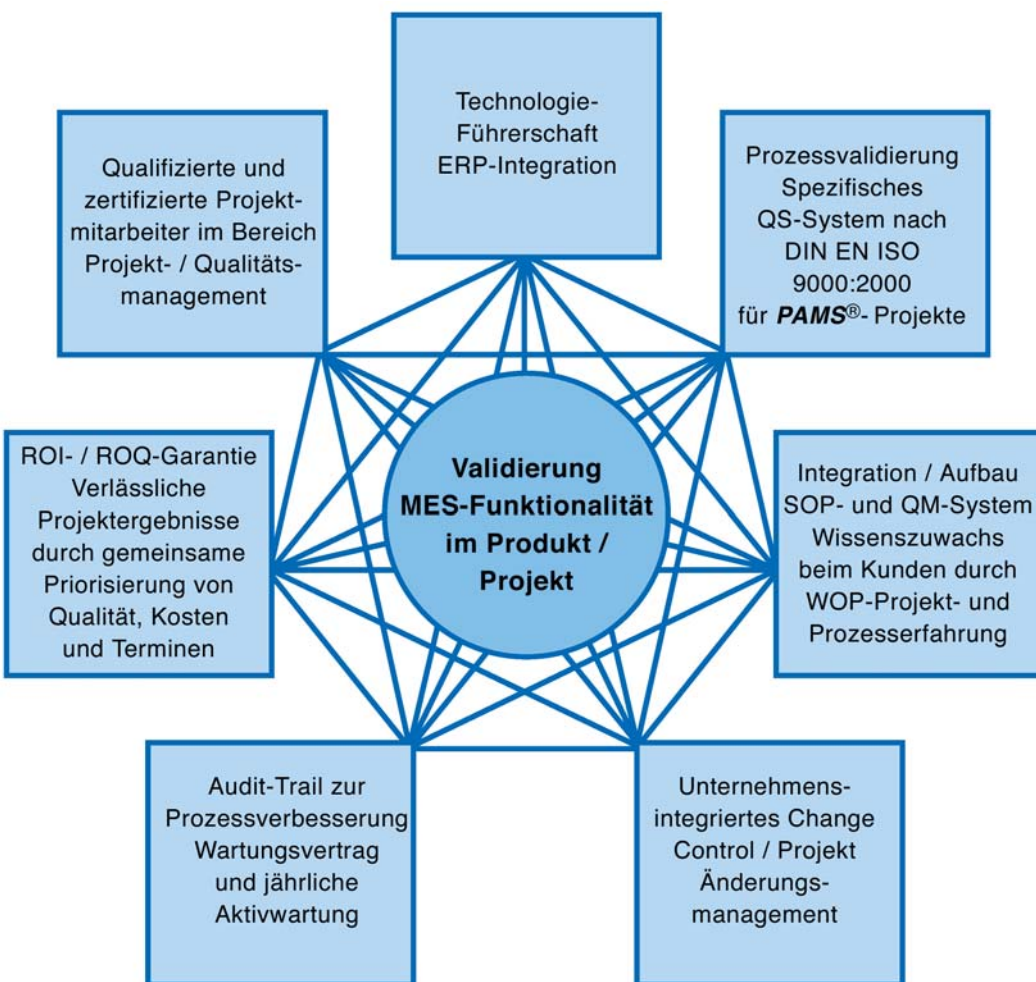 Technologie-
Führerschaft
ERP-Integration
Qualifizierte und
zertifizierte Projekt-
mitarbeiter im Bereich
Projekt- / Qualitäts-
management
Prozessvalidierung
Spezifisches
QS-System nach
DIN EN ISO
9000:2000
für PAMS®- Projekte
ROI- / ROQ-Garantie
Verlässliche
Projektergebnisse
durch gemeinsame
Priorisierung von
Qualität, Kosten
und Terminen
Validierung
MES-Funktionalität
im Produkt /
Projekt
Integration / Aufbau
SOP- und QM-System
Wissenszuwachs
beim Kunden durch
WOP-Projekt- und
Prozesserfahrung
Audit-Trail zur
Prozessverbesserung
Wartungsvertrag
und jährliche
Aktivwartung
Unternehmens-
integriertes Change
Control / Projekt
Änderungs-
management